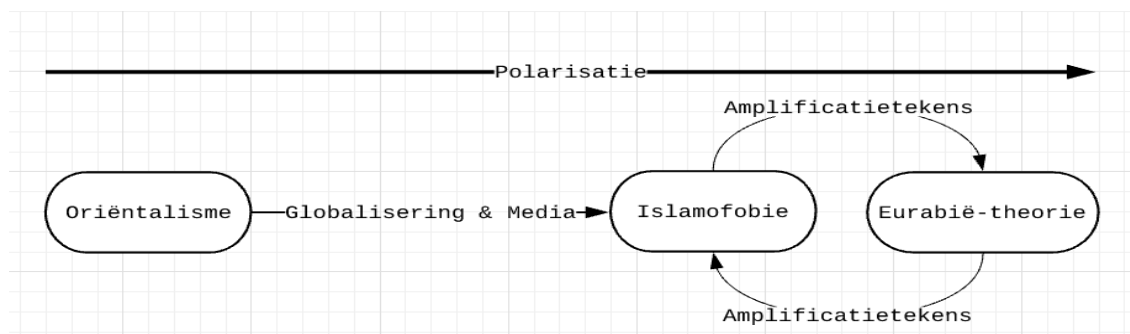 Polarisatie
Amplificatietekens
Oriëntalisme
Globalisering & Media
Islamofobie
Eurabië-theorie
Amplificatietekens